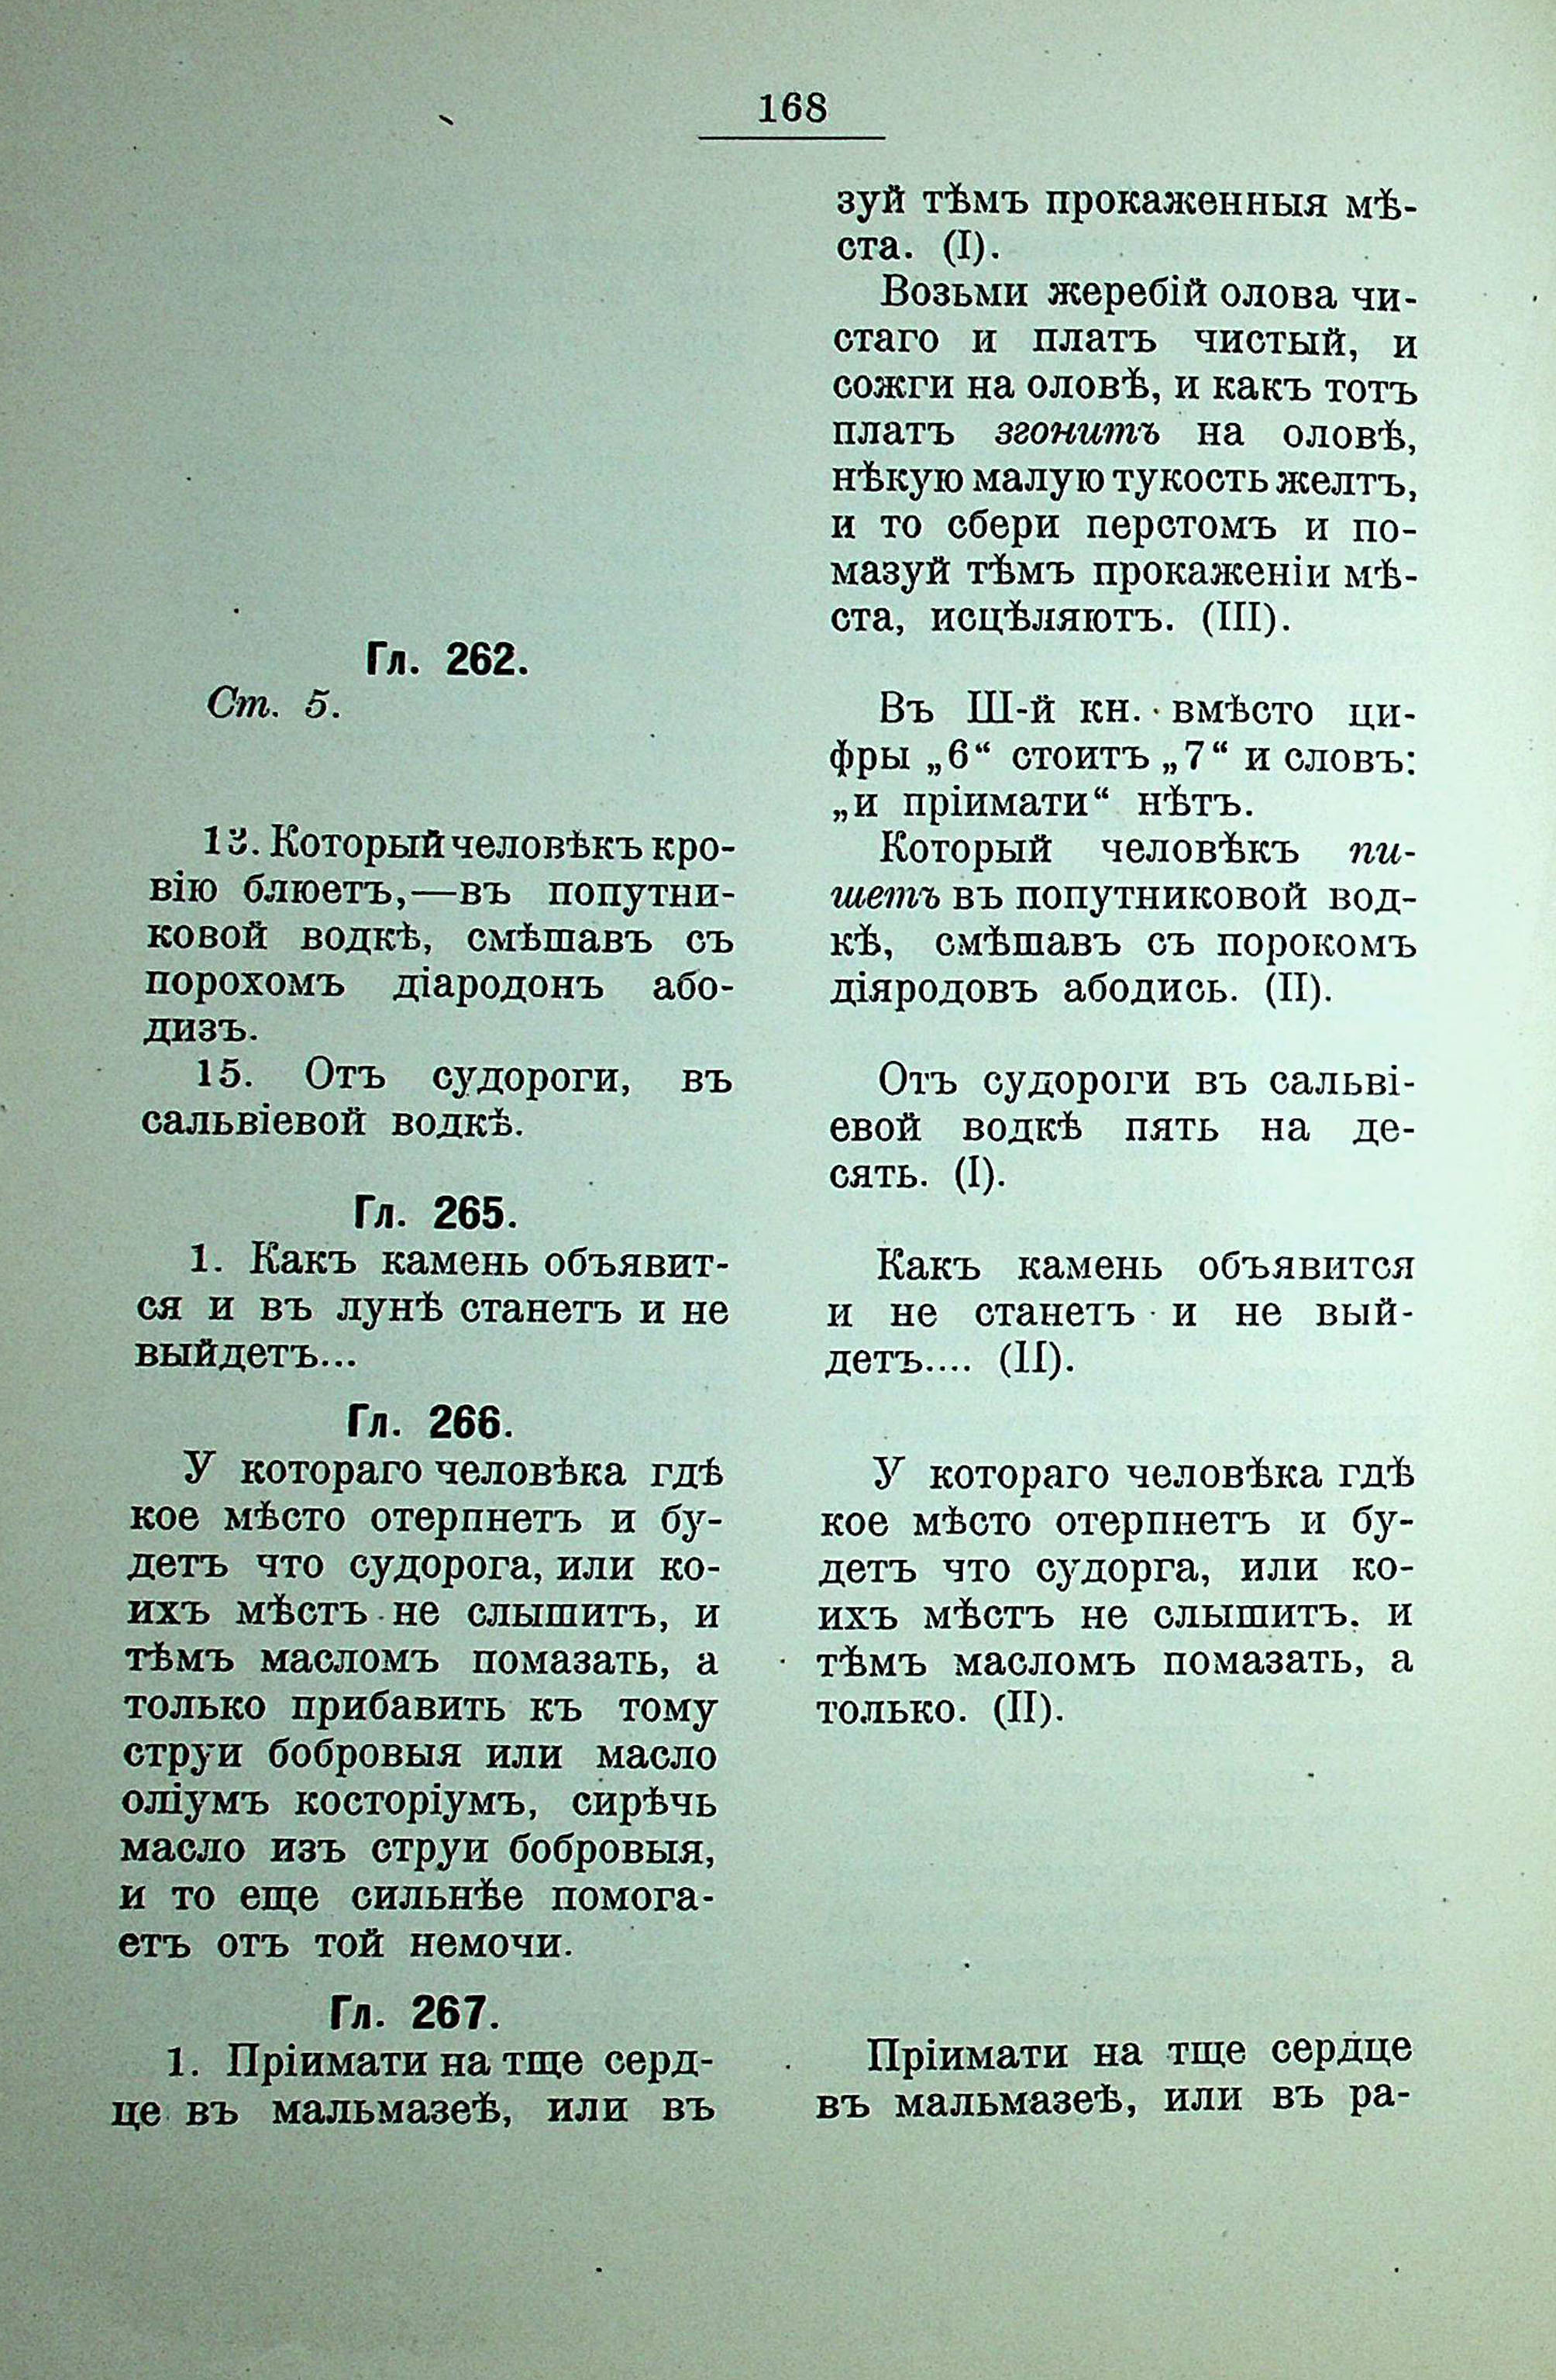 168
зуй тѣмъ прокаженныя мѣ-
ста. (I).
Возьми жеребій олова чи-
стаго и платъ чистый, и
сожги на оловѣ, и какъ тотъ
платъ згонитъ на оловѣ,
нѣкую малую тукость желтъ,
и то сбери перстомъ и по-
мазуй тѣмъ прокаженіи мѣ-
ста, исцѣляютъ. (III).
Гл. 262.
Ст. 5.
Въ Ш-й кн. вмѣсто ци-
фры „6“ стоитъ „7“ и словъ:
„и пріимати“ нѣтъ.
13. Который человѣкъ кро-
вію блюетъ,—въ попутни-
ковой водкѣ, смѣшавъ съ
порохомъ діародонъ або-
дизъ.
Который человѣкъ пи-
шетъ въ попутниковой вод-
кѣ, смѣшавъ съ порокомъ
діяродовъ абодись. (II).
15. Отъ судороги, въ
сальвіевой водкѣ.
Отъ судороги въ сальві-
евой водкѣ пять на де-
сять. (I).
Гл. 265.
1. Какъ камень объявит-
ся и въ лунѣ станетъ и не
выйдетъ...
Какъ камень объявится
и не станетъ и не вый-
детъ.... (II).
Гл. 266.
У котораго человѣка гдѣ
кое мѣсто отерпнетъ и бу-
детъ что судорога, или ко-
ихъ мѣстъ не слышитъ, и
тѣмъ масломъ помазать, а
только прибавить къ тому
струи бобровыя или масло
оліумъ косторіумъ, сирѣчь
масло изъ струи бобровыя,
и то еще сильнѣе помога-
етъ отъ той немочи.
У котораго человѣка гдѣ
кое мѣсто отерпнетъ и бу-
детъ что судорга, или ко-
ихъ мѣстъ не слышитъ. и
тѣмъ масломъ помазать, а
только. (II).
Гл. 267.
1. Пріимати на тще серд-
це въ мальмазеѣ, или въ
Пріимати на тще сердце
въ мальмазеѣ, или въ ра-